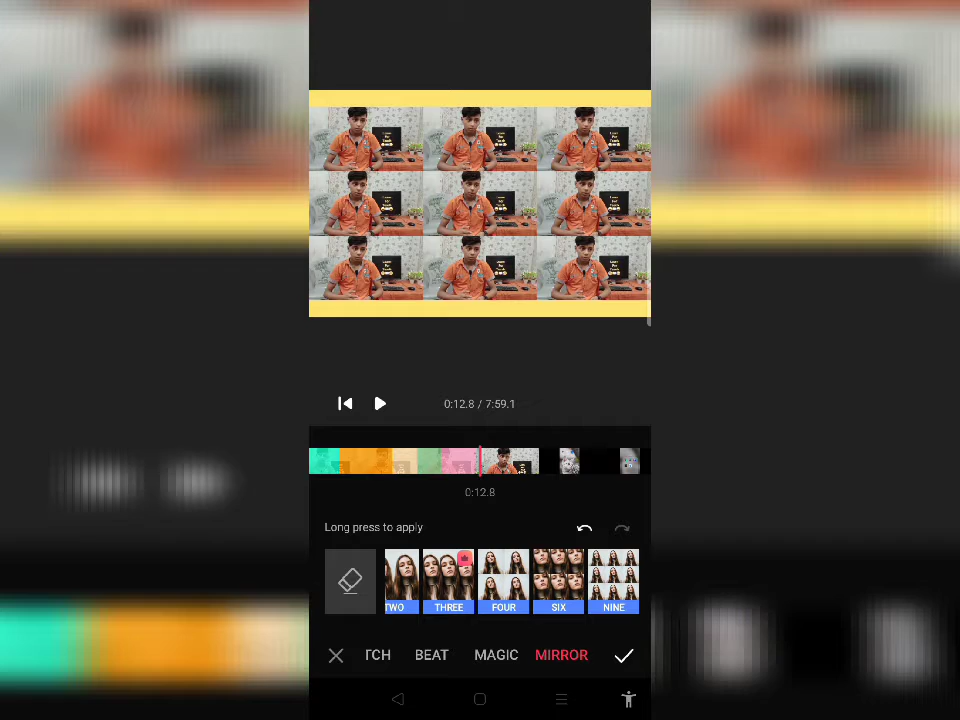 0:12.8 / 7:59.1
0:12.8
Long press to apply
TWO THREE FOUR SIX NINE
TCH BEAT MAGIC MIRROR